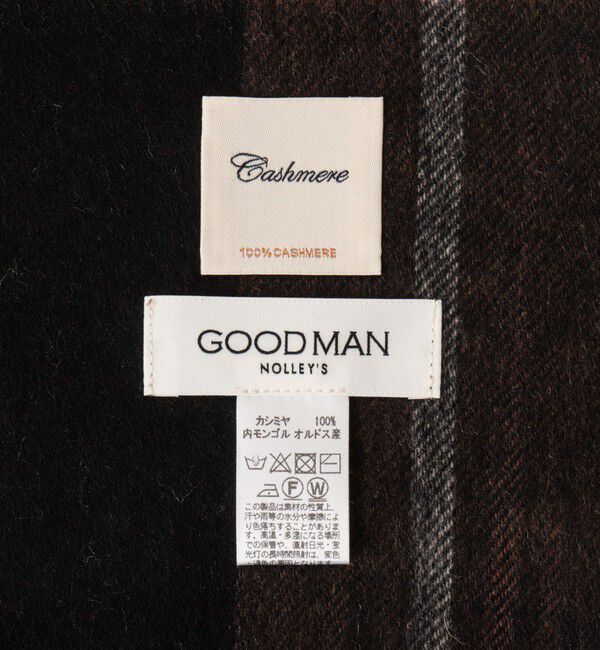 Cashmere
100% CASHMERE
GOODMAN
NOLLEY'S
カシミヤ 100%
内モンゴル オルドス産
F W
この製品は素材の性質上、
汗や雨等の水分や摩擦によ
り色落ちすることがありま
す。高温・多湿になる場所
での保管や、直射日光・蛍
光灯の長時間照射は、変色